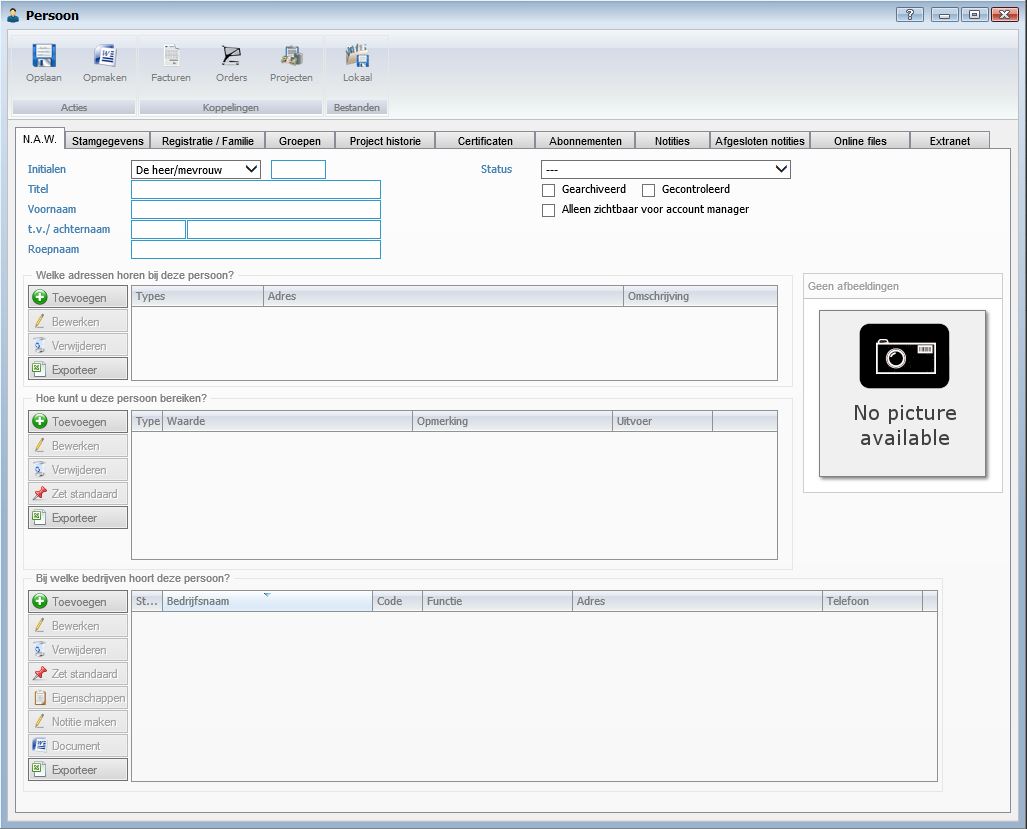 Persoon
Opslaan Opmaken Facturen Orders Projecten Lokaal
Acties Koppelingen Bestanden
N.A.W. Stamgegevens Registratie / Familie Groepen Project historie Certificaten Abonnementen Notities Afgesloten notities Online files Extranet
Initialen De heer/mevrouw Status ---
Titel Gearchiveerd Gecontroleerd
Voornaam Alleen zichtbaar voor account manager
t.v./ achternaam
Roepnaam
Welke adressen horen bij deze persoon?
Toevoegen Types Adres Omschrijving
Bewerken
Verwijderen
Exporteer
Geen afbeeldingen
No picture
available
Hoe kunt u deze persoon bereiken?
Toevoegen Type Waarde Opmerking Uitvoer
Bewerken
Verwijderen
Zet standaard
Exporteer
Bij welke bedrijven hoort deze persoon?
Toevoegen St... Bedrijfsnaam Code Functie Adres Telefoon
Bewerken
Verwijderen
Zet standaard
Eigenschappen
Notitie maken
Document
Exporteer